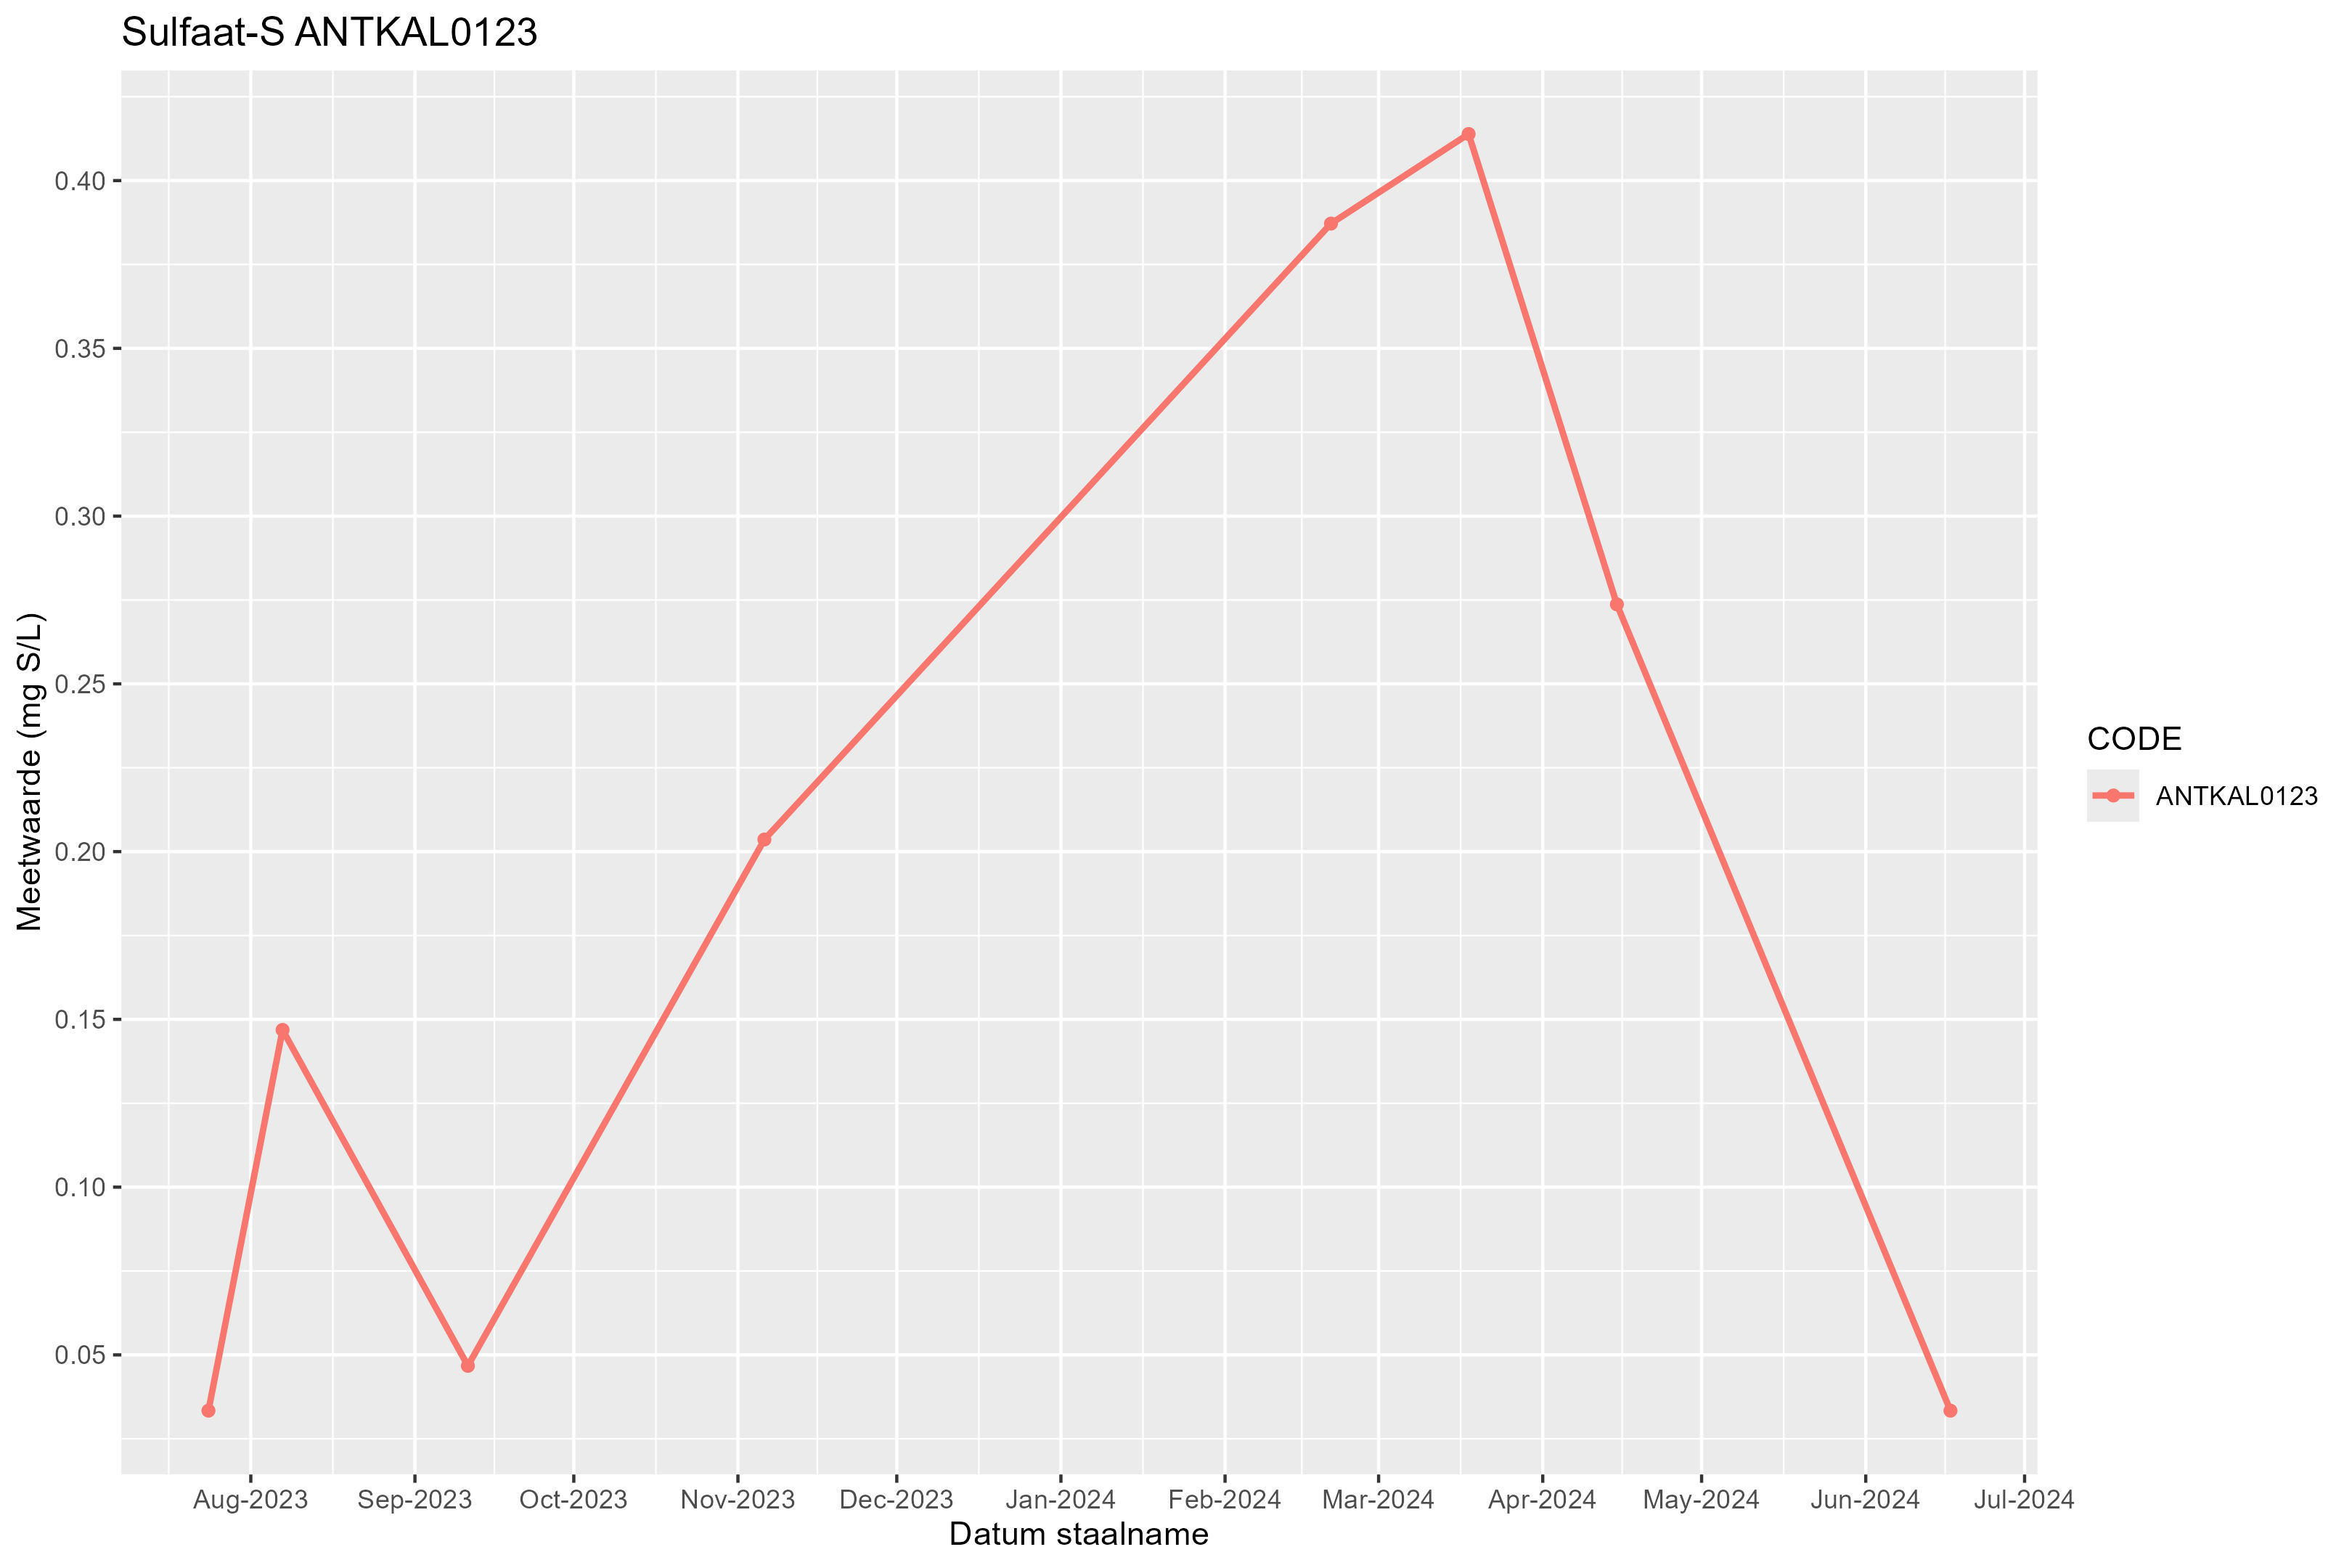 Sulfaat-S ANTKAL0123
Meetwaarde (mg S/L)
0.40
0.35
0.30
0.25
0.20
0.15
0.10
0.05
Aug-2023 Sep-2023 Oct-2023 Nov-2023 Dec-2023 Jan-2024 Feb-2024 Mar-2024 Apr-2024 May-2024 Jun-2024 Jul-2024
Datum staalname
CODE
ANTKAL0123